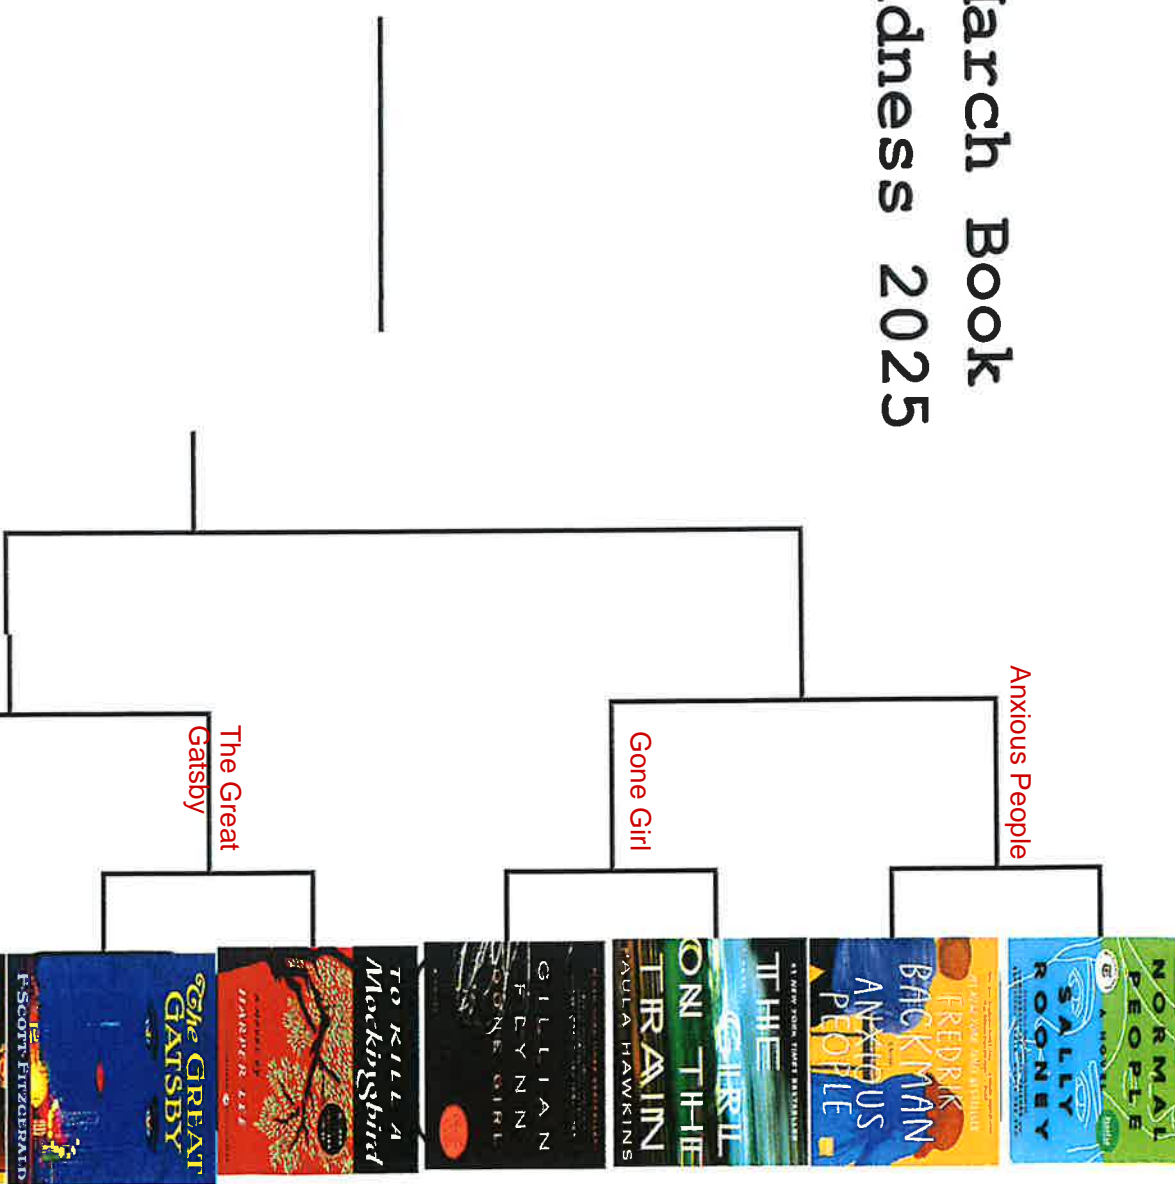 arch Book
dness 2025
Anxious People
Gone Girl
The Great
Gatsby
NORMAL
PEOPLE
A NOVEL
SALLY
ROONEY
FREDRIK
BACKMAN
ANXIOUS
PEOPLE
#1 NEW YORK TIMES BESTSELLER
THE
GIRL
ON THE
TRAIN
PAULA HAWKINS
GILLIAN
FLYNN
GONE GIRL
TO KILL A
Mockingbird
HARPER LEE
The GREAT
GATSBY
F·SCOTT·FITZGERALD